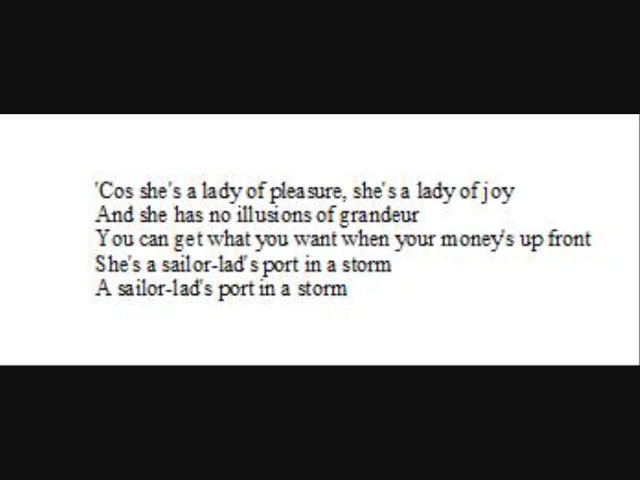 'Cos she's a lady of pleasure, she's a lady of joy
And she has no illusions of grandeur
You can get what you want when your money's up front
She's a sailor-lad's port in a storm
A sailor-lad's port in a storm